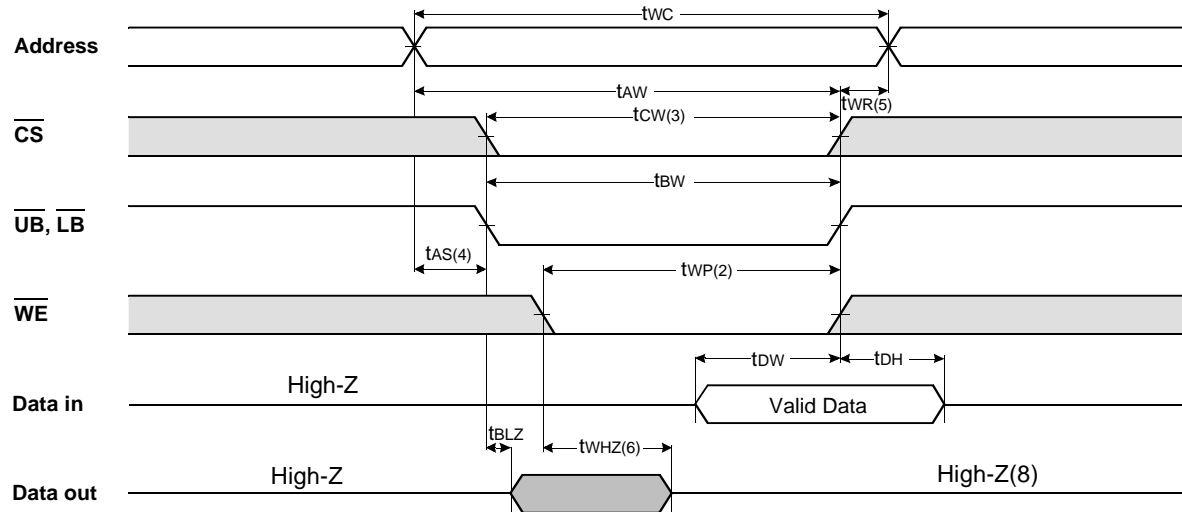 tWC
Address
tAW
tWR(5)
tCW(3)
CS
tBW
UB, LB
tAS(4)
tWP(2)
WE
tDW
tDH
High-Z
Data in
Valid Data
tBLZ
tWHZ(6)
High-Z
High-Z(8)
Data out